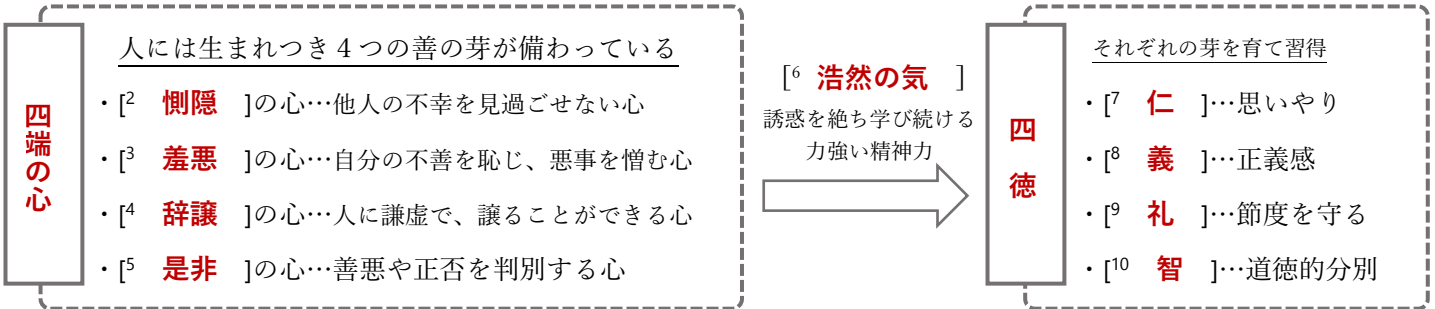 四端の心
人には生まれつき４つの善の芽が備わっている
・[2 惻隠 ]の心…他人の不幸を見過ごせない心
・[3 羞悪 ]の心…自分の不善を恥じ、悪事を憎む心
・[4 辞譲 ]の心…人に謙虚で、譲ることができる心
・[5 是非 ]の心…善悪や正否を判別する心
[6 浩然の気 ]
誘惑を絶ち学び続ける
力強い精神力
四徳
それぞれの芽を育て習得
・[7 仁 ]…思いやり
・[8 義 ]…正義感
・[9 礼 ]…節度を守る
・[10 智 ]…道徳的分別